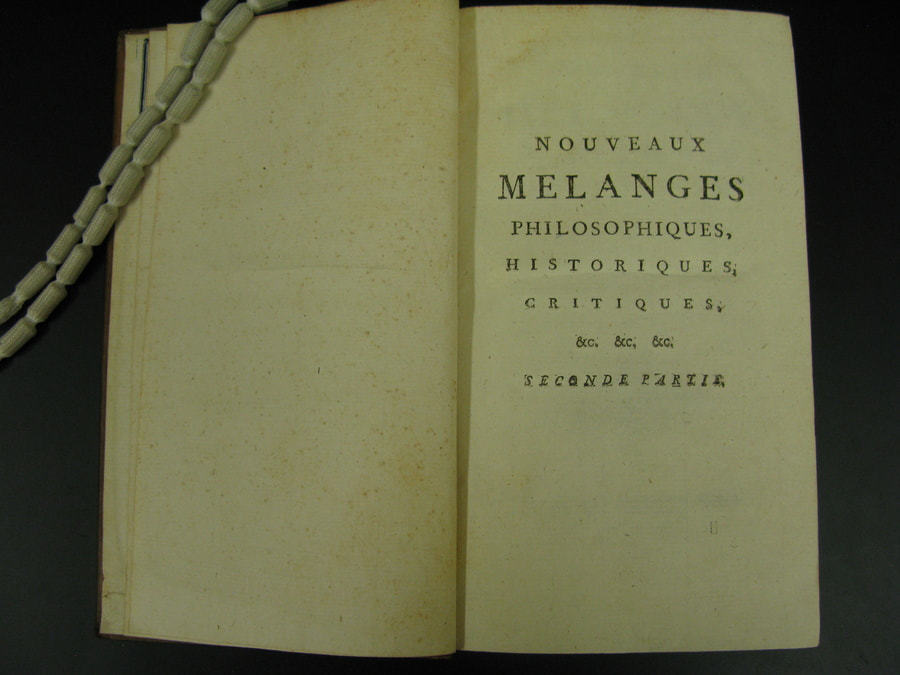 NOUVEAUX
MELANGES
PHILOSOPHIQUES,
HISTORIQUES,
CRITIQUES,
&c. &c. &c.
SECONDE PARTIE.